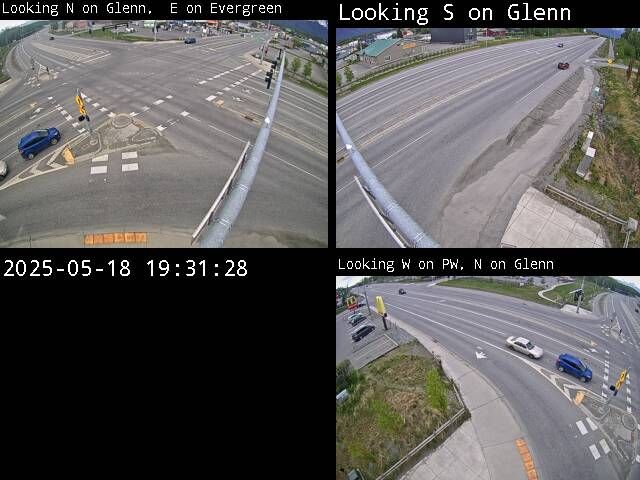 Looking N on Glenn, E on Evergreen
Looking S on Glenn
2025-05-18 19:31:28
Looking W on PW, N on Glenn